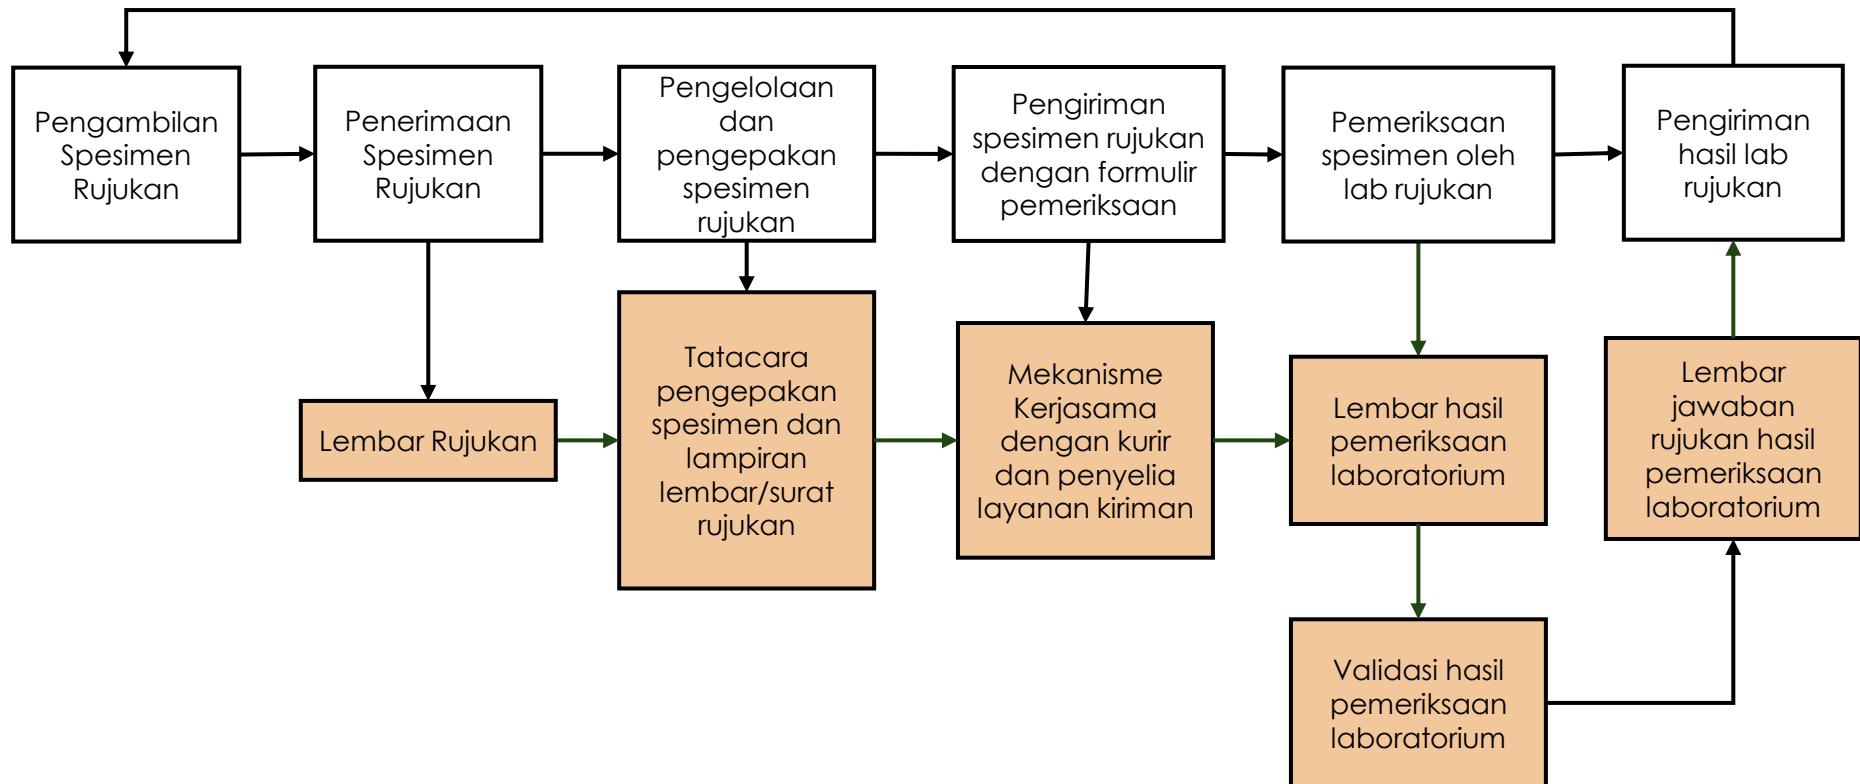 Pengambilan
Spesimen
Rujukan
Penerimaan
Spesimen
Rujukan
Pengelolaan
dan
pengepakan
spesimen
rujukan
Pengiriman
spesimen rujukan
dengan formulir
pemeriksaan
Pemeriksaan
spesimen oleh
lab rujukan
Pengiriman
hasil lab
rujukan
Lembar Rujukan
Tatacara
pengepakan
spesimen dan
lampiran
lembar/surat
rujukan
Mekanisme
Kerjasama
dengan kurir
dan penyelia
layanan kiriman
Lembar hasil
pemeriksaan
laboratorium
Lembar
jawaban
rujukan hasil
pemeriksaan
laboratorium
Validasi hasil
pemeriksaan
laboratorium